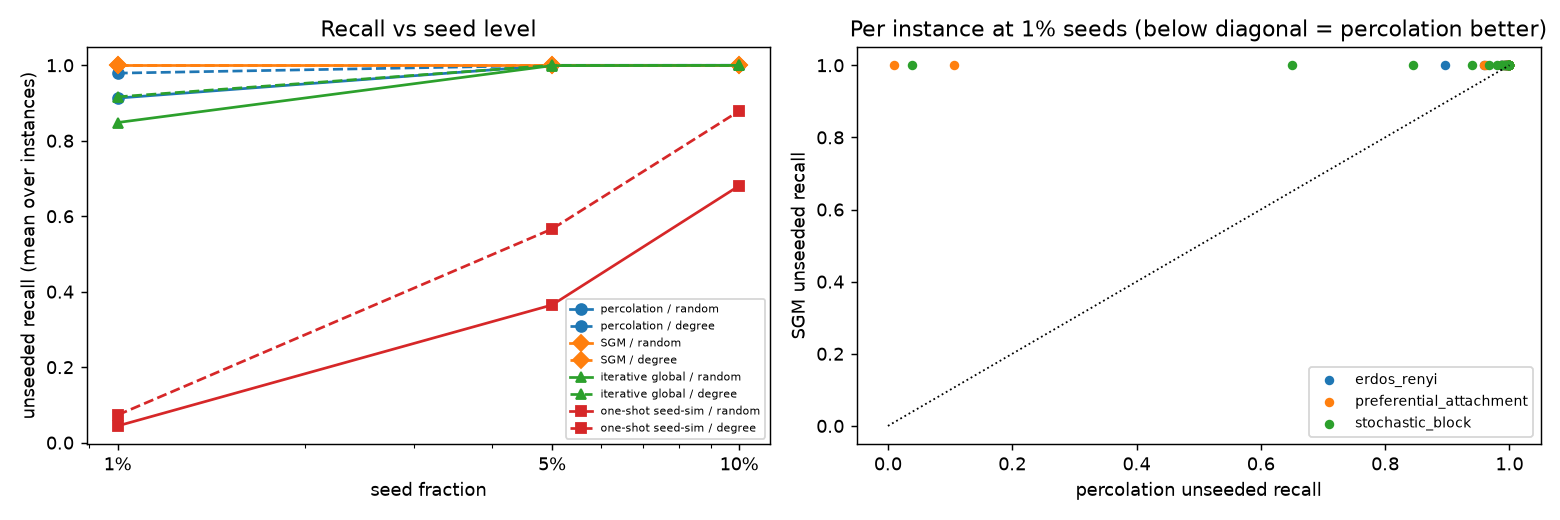 Recall vs seed level
unseeded recall (mean over instances)
1.0
0.8
0.6
0.4
0.2
0.0
1%
5%
10%
seed fraction
percolation / random
percolation / degree
SGM / random
SGM / degree
iterative global / random
iterative global / degree
one-shot seed-sim / random
one-shot seed-sim / degree
Per instance at 1% seeds (below diagonal = percolation better)
SGM unseeded recall
1.0
0.8
0.6
0.4
0.2
0.0
0.0
0.2
0.4
0.6
0.8
1.0
percolation unseeded recall
erdos_renyi
preferential_attachment
stochastic_block